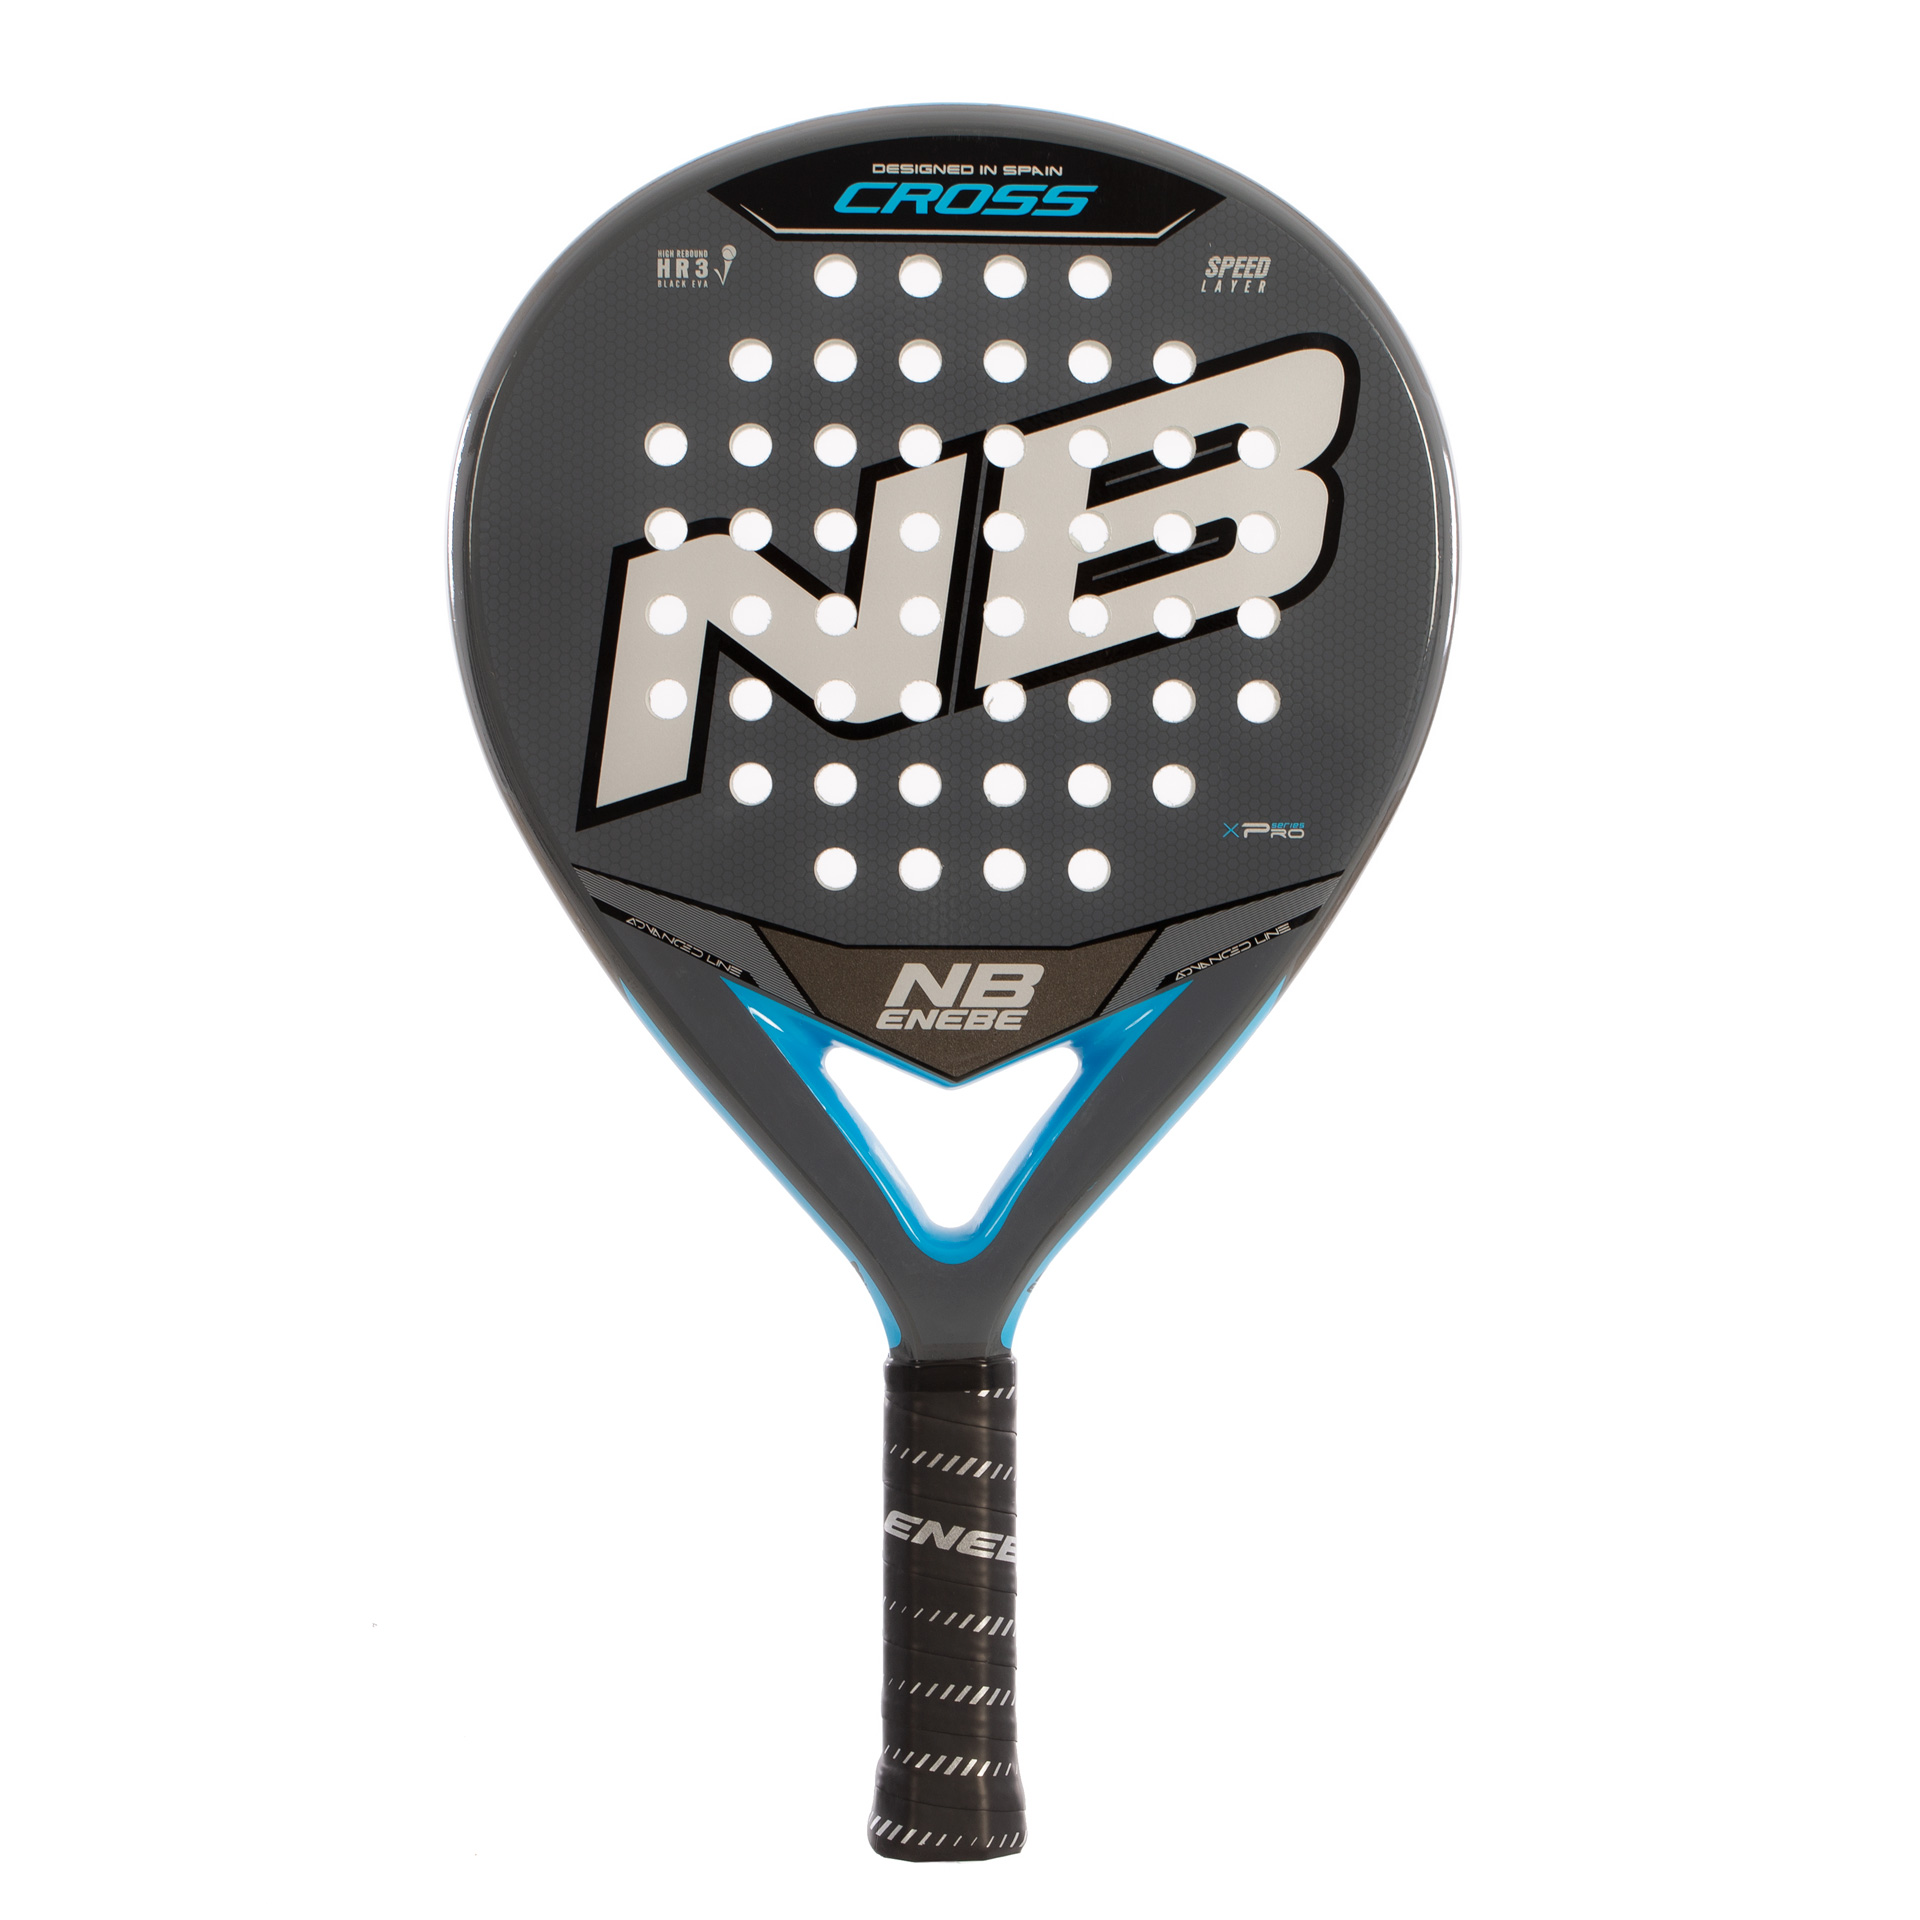 DESIGNED IN SPAIN
CROSS
HIGH REBOUND
HR3
BLACK EVA
SPEED
LAYER
NB
X PRO series
ADVANCED LINE
ADVANCED LINE
NB
ENEBE
ENEB